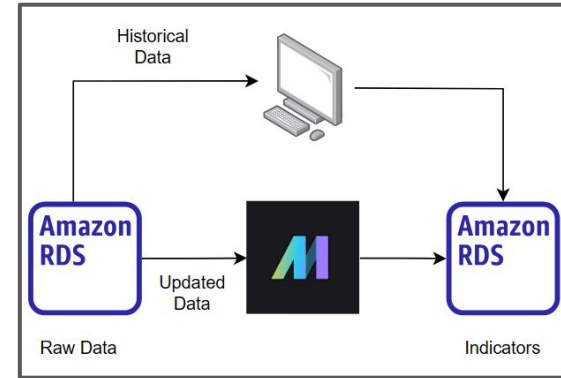 Historical
Data
Amazon
RDS
Updated
Data
Amazon
RDS
Raw Data
Indicators